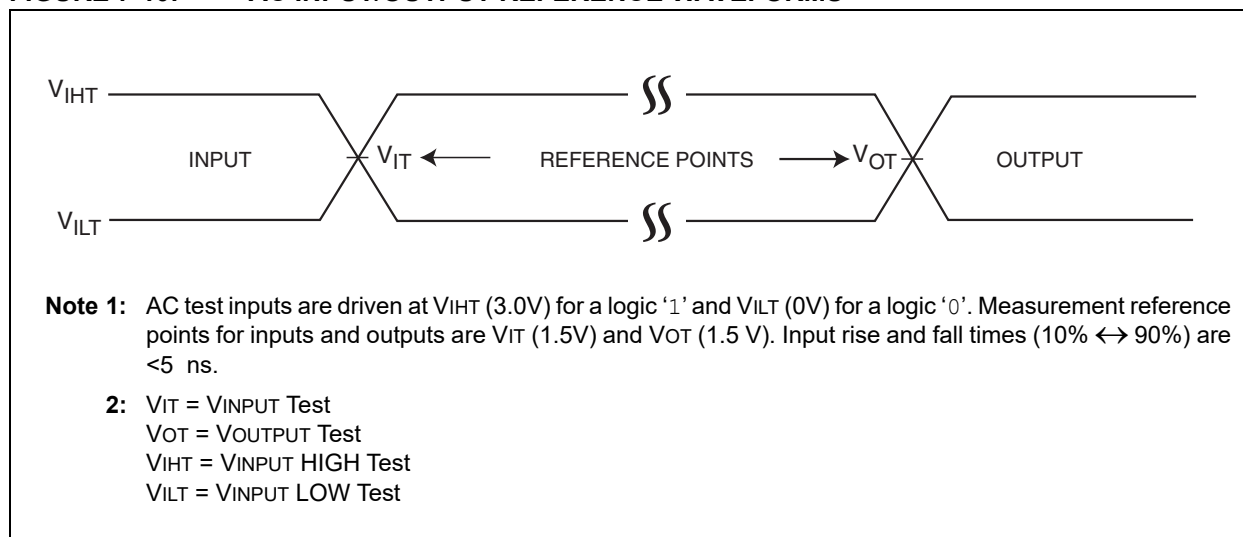 VIHT
INPUT
VIT
REFERENCE POINTS
VOT
OUTPUT
VILT
Note 1: AC test inputs are driven at VIHT (3.0V) for a logic '1' and VILT (0V) for a logic '0'. Measurement reference
points for inputs and outputs are VIT (1.5V) and VOT (1.5 V). Input rise and fall times (10% ↔ 90%) are
<5 ns.
2: VIT = VINPUT Test
VOT = VOUTPUT Test
VIHT = VINPUT HIGH Test
VILT = VINPUT LOW Test